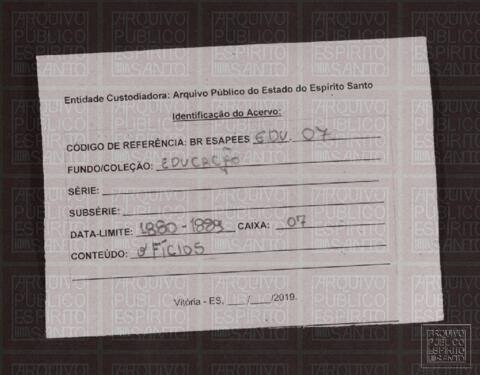 Entidade Custodiadora: Arquivo Público do Estado do Espírito Santo
Identificação do Acervo:
CÓDIGO DE REFERÊNCIA: BR ESAPEES EDU. 07
FUNDO/COLEÇÃO: EDUCAÇÃO
SÉRIE:
SUBSÉRIE:
DATA-LIMITE: 1880-1889 CAIXA: 07
CONTEÚDO: OFÍCIOS
Vitória - ES, ___/___/2019.
ARQUIVO
PÚBLICO
ESPÍRITO
SANTO